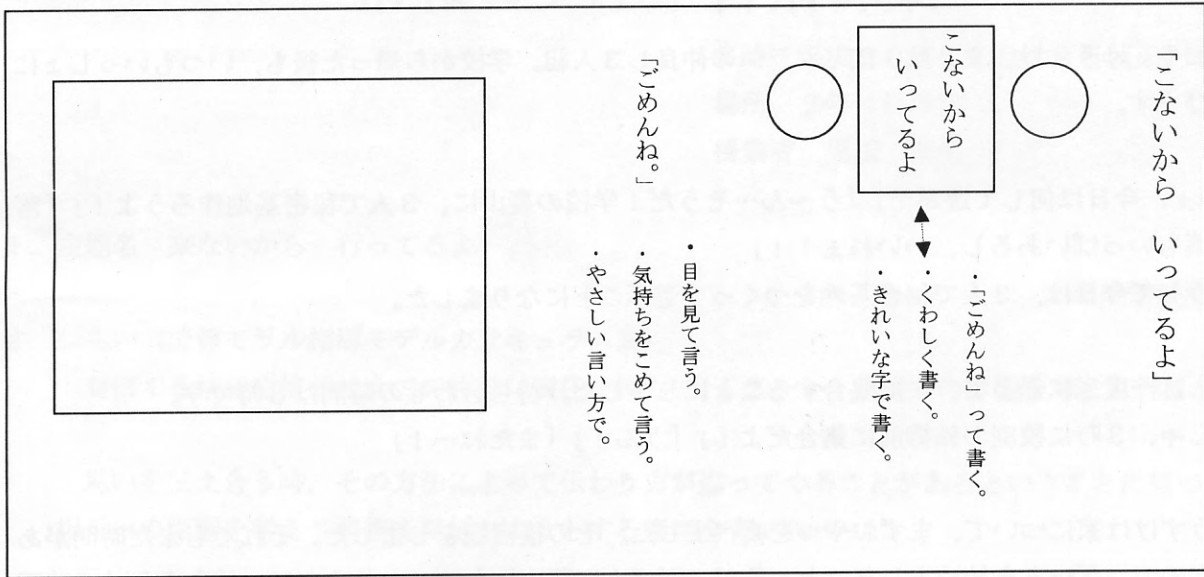 「こないから いってるよ」
こないから
いってるよ
・「ごめんね」って書く。
・くわしく書く。
・きれいな字で書く。
「ごめんね。」
・目を見て言う。
・気持ちをこめて言う。
・やさしい言い方で。